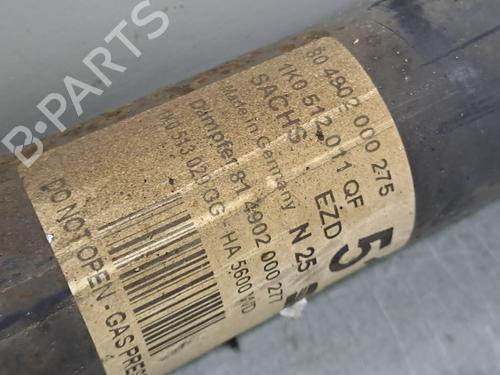 B-PARTS
80 4902 000 275
1K0 512 011 QF
SACHS EZD
Made in Germany N 25
Dämpfer 81 4902 000 277
1K0 513 029 GG HA 5600 WD
DO NOT OPEN - GAS PRES